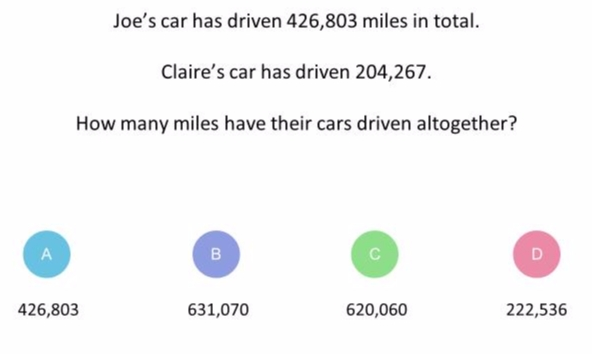 Joe's car has driven 426,803 miles in total.
Claire's car has driven 204,267.
How many miles have their cars driven altogether?
A
B
C
D
426,803
631,070
620,060
222,536